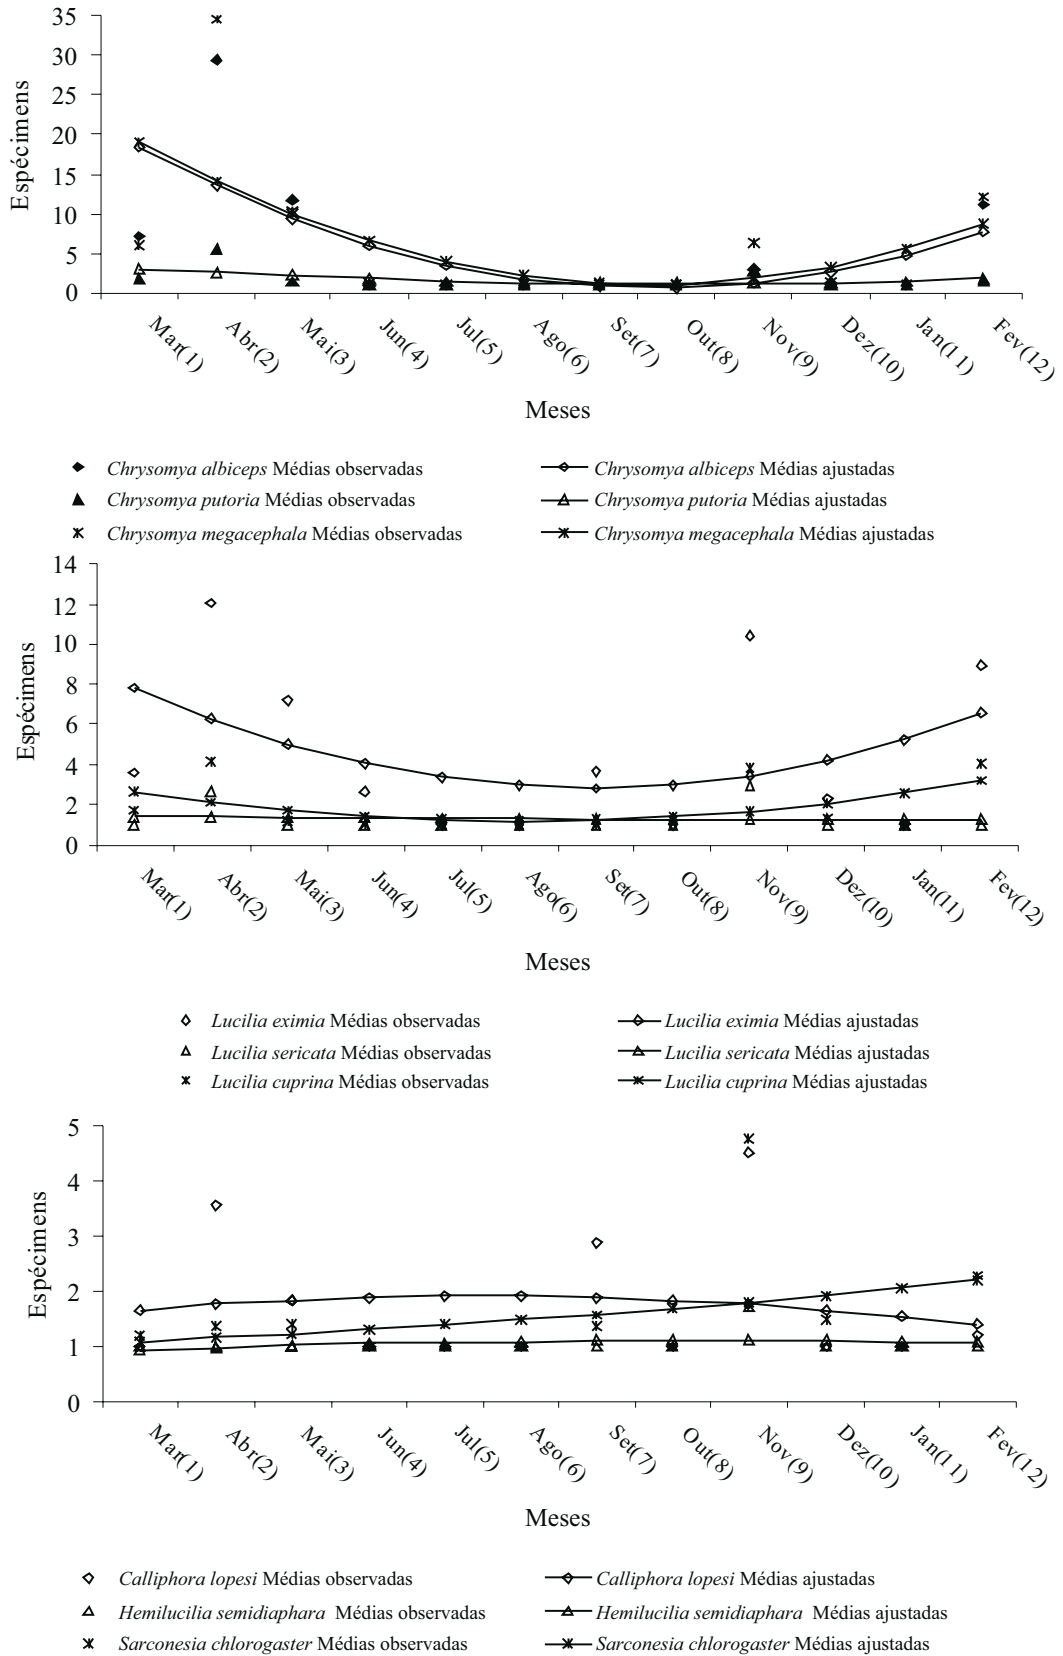 35
30
25
20
15
10
5
0
Espécimens
Mar(1) Abr(2) Mai(3) Jun(4) Jul(5) Ago(6) Set(7) Out(8) Nov(9) Dez(10) Jan(11) Fev(12)
Meses
Chrysomya albiceps Médias observadas Chrysomya albiceps Médias ajustadas
Chrysomya putoria Médias observadas Chrysomya putoria Médias ajustadas
Chrysomya megacephala Médias observadas Chrysomya megacephala Médias ajustadas
14
12
10
8
6
4
2
0
Espécimens
Mar(1) Abr(2) Mai(3) Jun(4) Jul(5) Ago(6) Set(7) Out(8) Nov(9) Dez(10) Jan(11) Fev(12)
Meses
Lucilia eximia Médias observadas Lucilia eximia Médias ajustadas
Lucilia sericata Médias observadas Lucilia sericata Médias ajustadas
Lucilia cuprina Médias observadas Lucilia cuprina Médias ajustadas
5
4
3
2
1
0
Espécimens
Mar(1) Abr(2) Mai(3) Jun(4) Jul(5) Ago(6) Set(7) Out(8) Nov(9) Dez(10) Jan(11) Fev(12)
Meses
Calliphora lopesi Médias observadas Calliphora lopesi Médias ajustadas
Hemilucilia semidiaphara Médias observadas Hemilucilia semidiaphara Médias ajustadas
Sarconesia chlorogaster Médias observadas Sarconesia chlorogaster Médias ajustadas